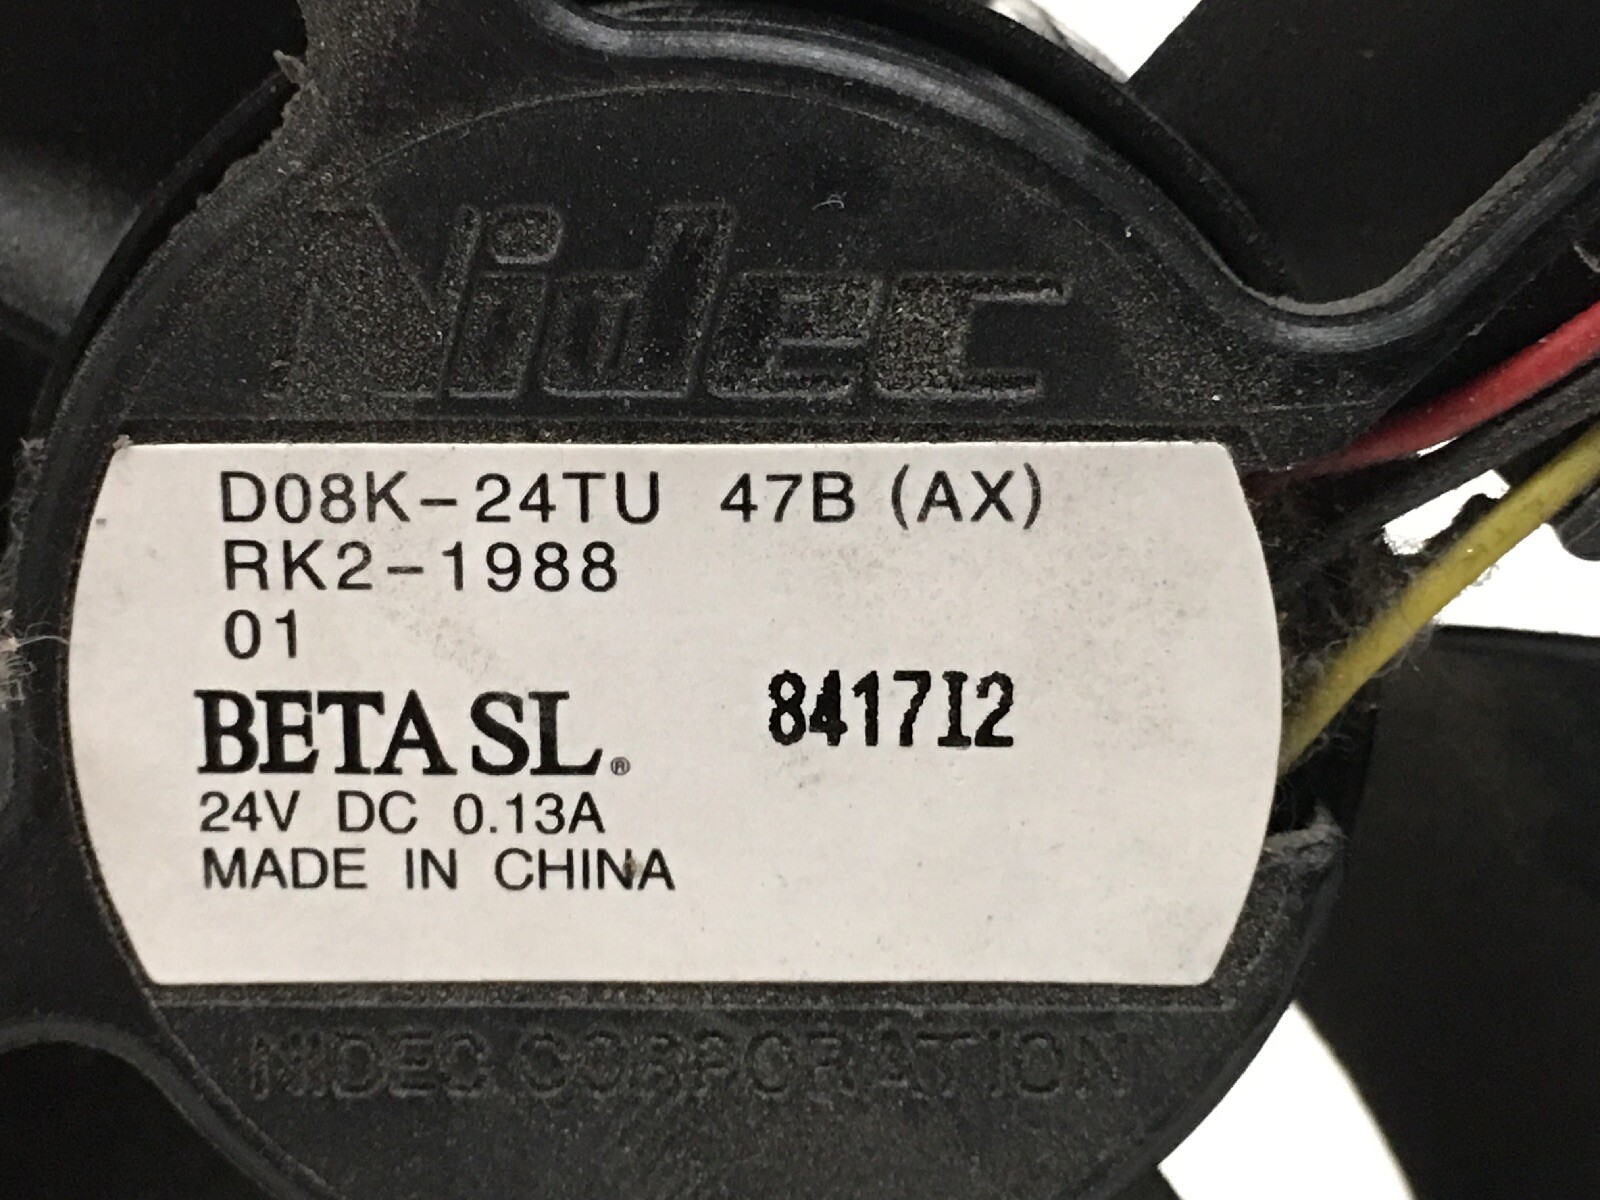 Nidec
D08K-24TU 47B (AX)
RK2-1988
01
BETA SL®
8417I2
24V DC 0.13A
MADE IN CHINA
NIDEC CORPORATION